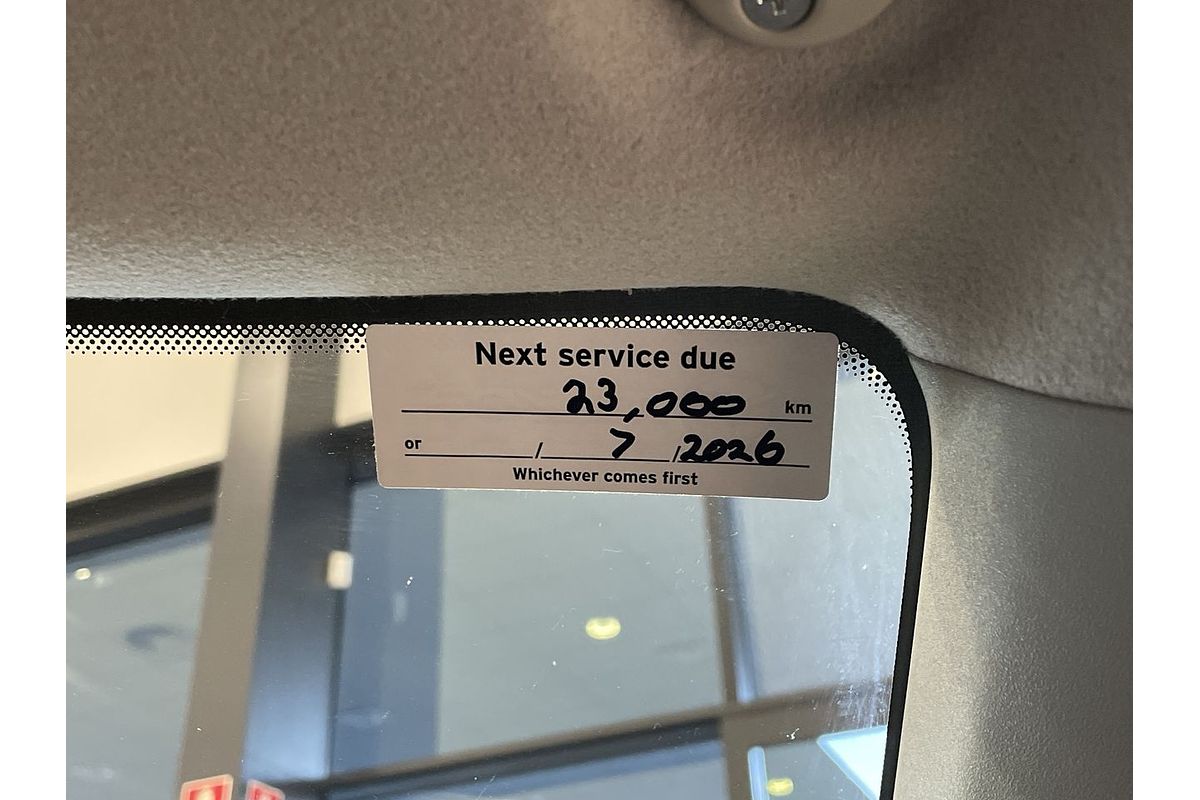 Next service due
23,000 km
or / 7 /2026
Whichever comes first